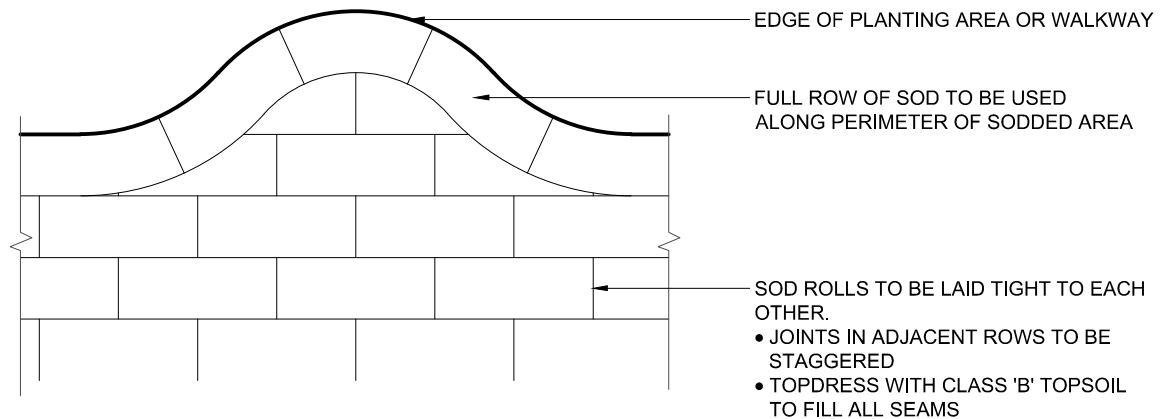 EDGE OF PLANTING AREA OR WALKWAY
FULL ROW OF SOD TO BE USED
ALONG PERIMETER OF SODDED AREA
SOD ROLLS TO BE LAID TIGHT TO EACH
OTHER.
• JOINTS IN ADJACENT ROWS TO BE
STAGGERED
• TOPDRESS WITH CLASS 'B' TOPSOIL
TO FILL ALL SEAMS